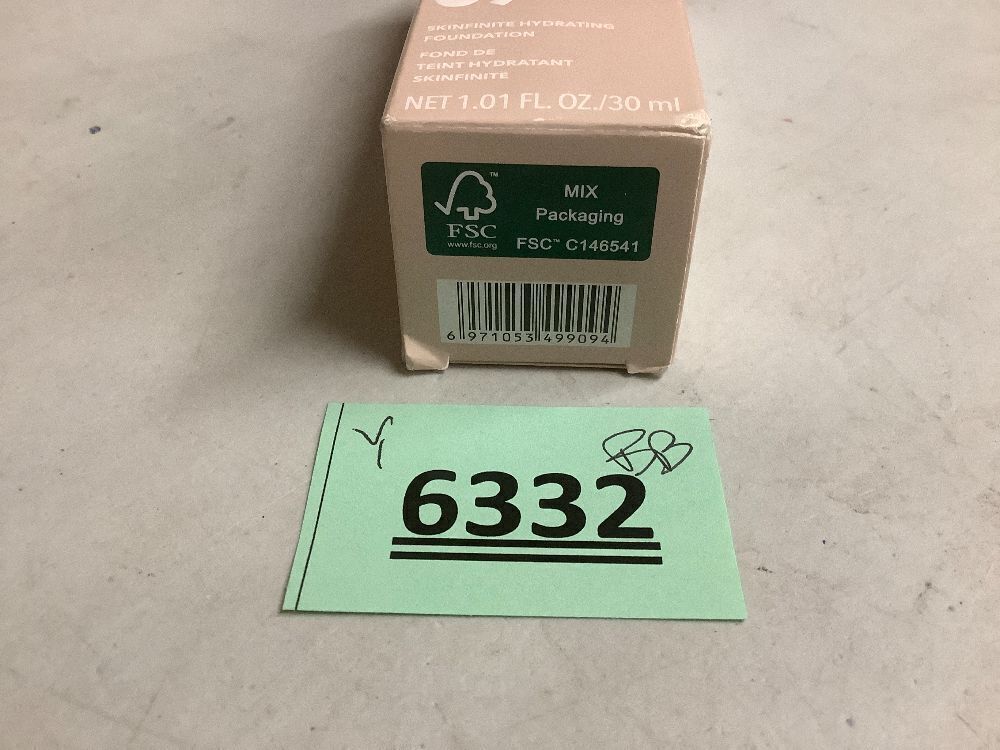 SKINFINITE HYDRATING
FOUNDATION
FOND DE
TEINT HYDRATANT
SKINFINITE
NET 1.01 FL. OZ./30 ml
FSC
www.fsc.org
MIX
Packaging
FSC™ C146541
6 971053 499094
BB
6332